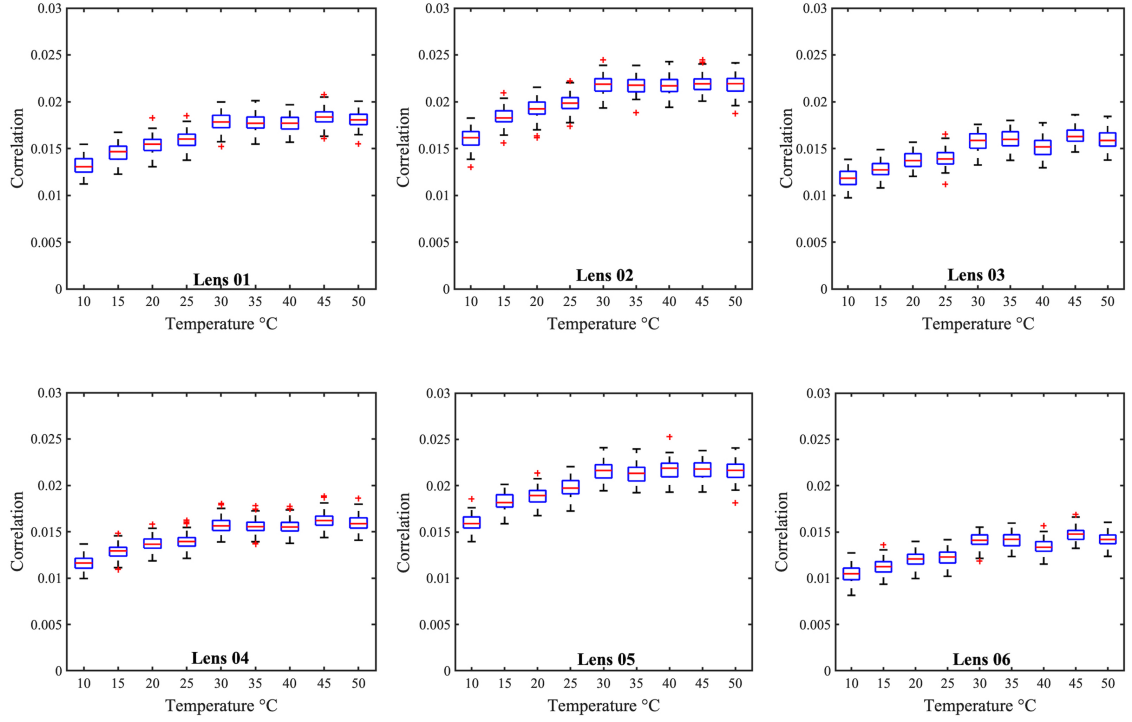 0.03 0.03 0.03
0.025 0.025 0.025
0.02 0.02 0.02
0.015 0.015 0.015
0.01 0.01 0.01
0.005 0.005 0.005
0 0 0
Correlation Correlation Correlation
Lens 01 Lens 02 Lens 03
10 15 20 25 30 35 40 45 50 10 15 20 25 30 35 40 45 50 10 15 20 25 30 35 40 45 50
Temperature °C Temperature °C Temperature °C
0.03 0.03 0.03
0.025 0.025 0.025
0.02 0.02 0.02
0.015 0.015 0.015
0.01 0.01 0.01
0.005 0.005 0.005
0 0 0
Correlation Correlation Correlation
Lens 04 Lens 05 Lens 06
10 15 20 25 30 35 40 45 50 10 15 20 25 30 35 40 45 50 10 15 20 25 30 35 40 45 50
Temperature °C Temperature °C Temperature °C